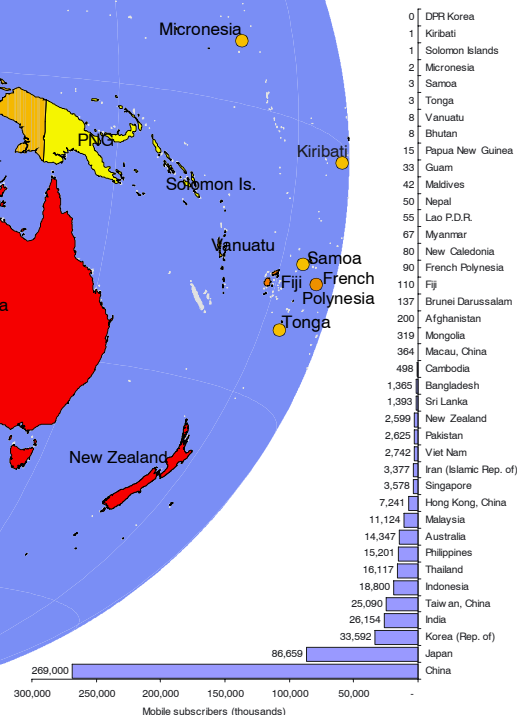 Micronesia
PNG
Kiribati
Solomon Is.
Vanuatu
Samoa
Fiji
French
Polynesia
Tonga
a
New Zealand
0 DPR Korea
1 Kiribati
1 Solomon Islands
2 Micronesia
3 Samoa
3 Tonga
8 Vanuatu
8 Bhutan
15 Papua New Guinea
33 Guam
42 Maldives
50 Nepal
55 Lao P.D.R.
67 Myanmar
80 New Caledonia
90 French Polynesia
110 Fiji
137 Brunei Darussalam
200 Afghanistan
319 Mongolia
364 Macau, China
498 Cambodia
1,365 Bangladesh
1,393 Sri Lanka
2,599 New Zealand
2,625 Pakistan
2,742 Viet Nam
3,377 Iran (Islamic Rep. of)
3,578 Singapore
7,241 Hong Kong, China
11,124 Malaysia
14,347 Australia
15,201 Philippines
16,117 Thailand
18,800 Indonesia
25,090 Taiwan, China
26,154 India
33,592 Korea (Rep. of)
86,659 Japan
269,000 China
300,000 250,000 200,000 150,000 100,000 50,000 -
Mobile subscribers (thousands)